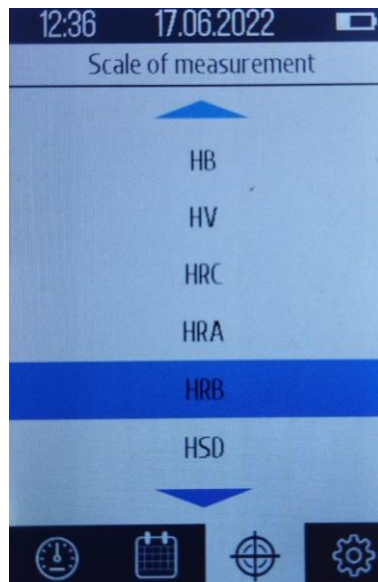 12:36 17.06.2022
Scale of measurement
HB
HV
HRC
HRA
HRB
HSD